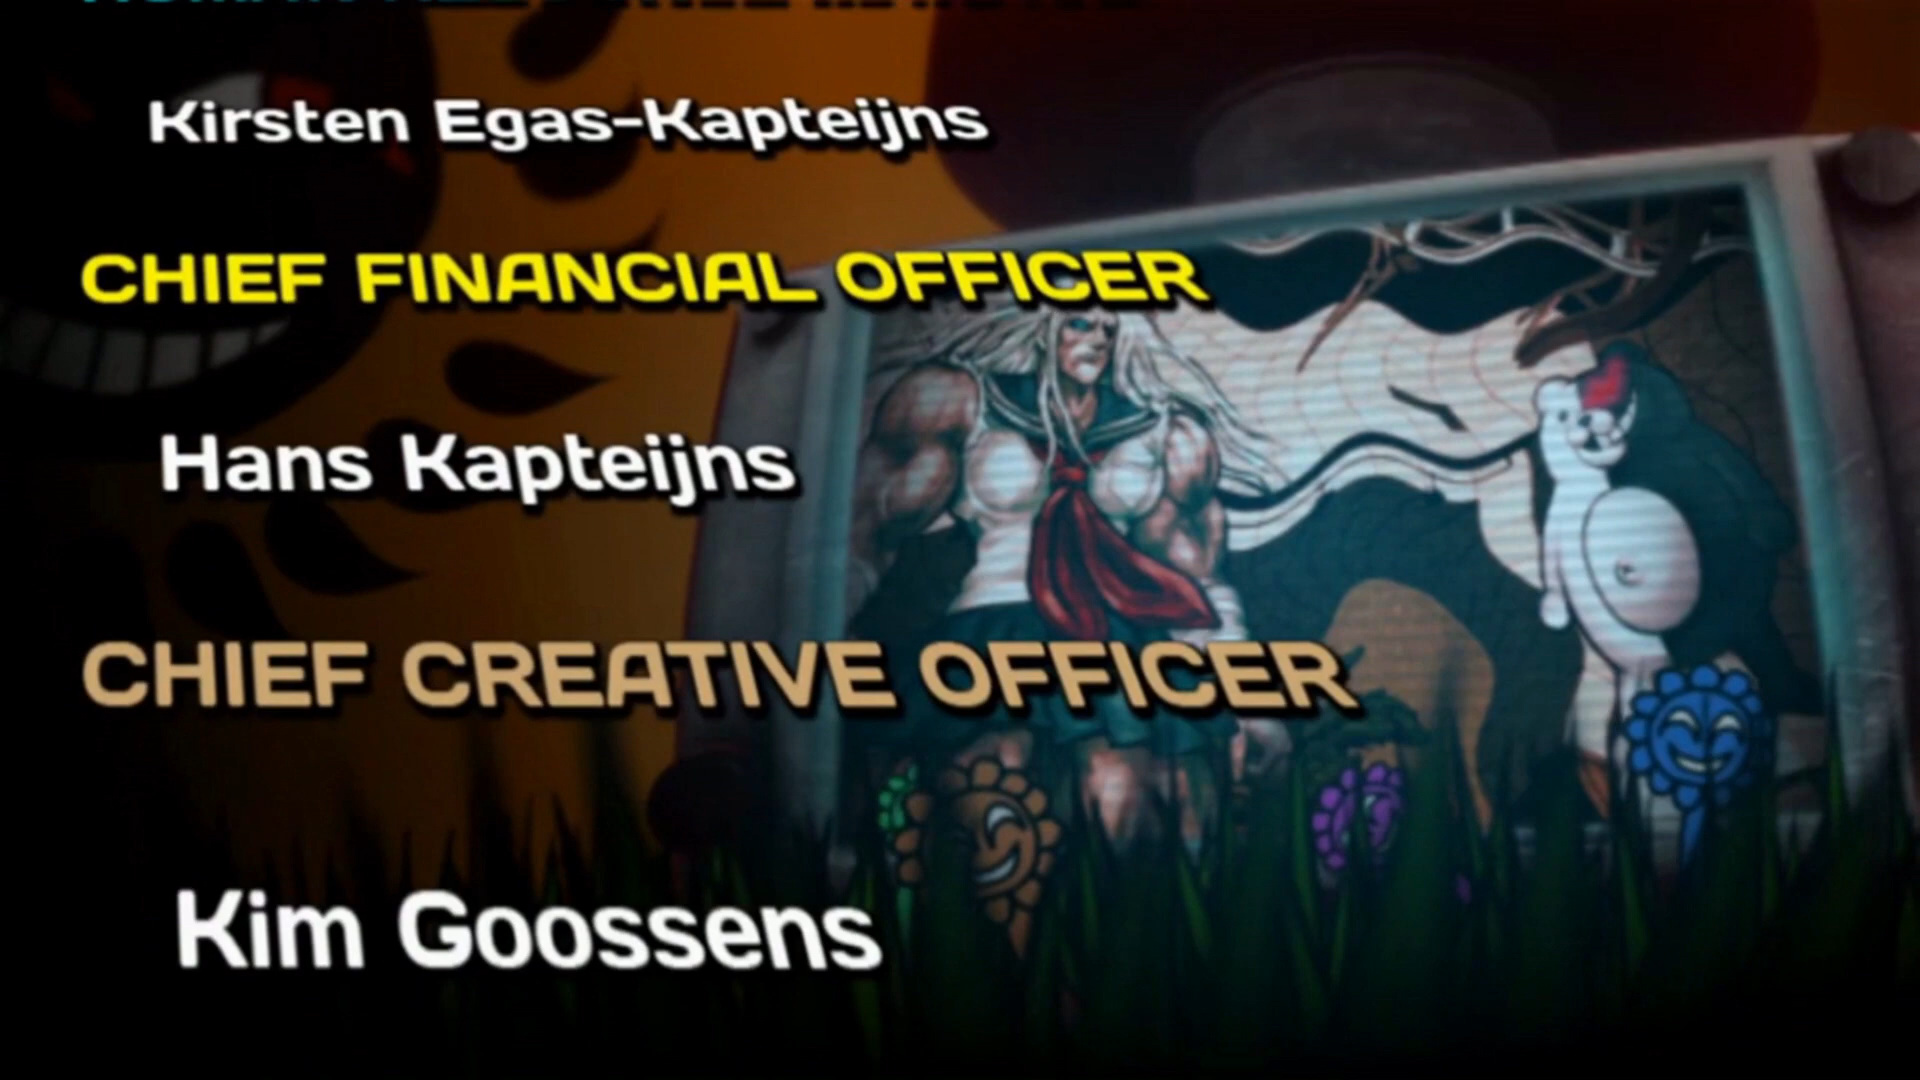 Kirsten Egas-Kapteijns
CHIEF FINANCIAL OFFICER
Hans Kapteijns
CHIEF CREATIVE OFFICER
Kim Goossens